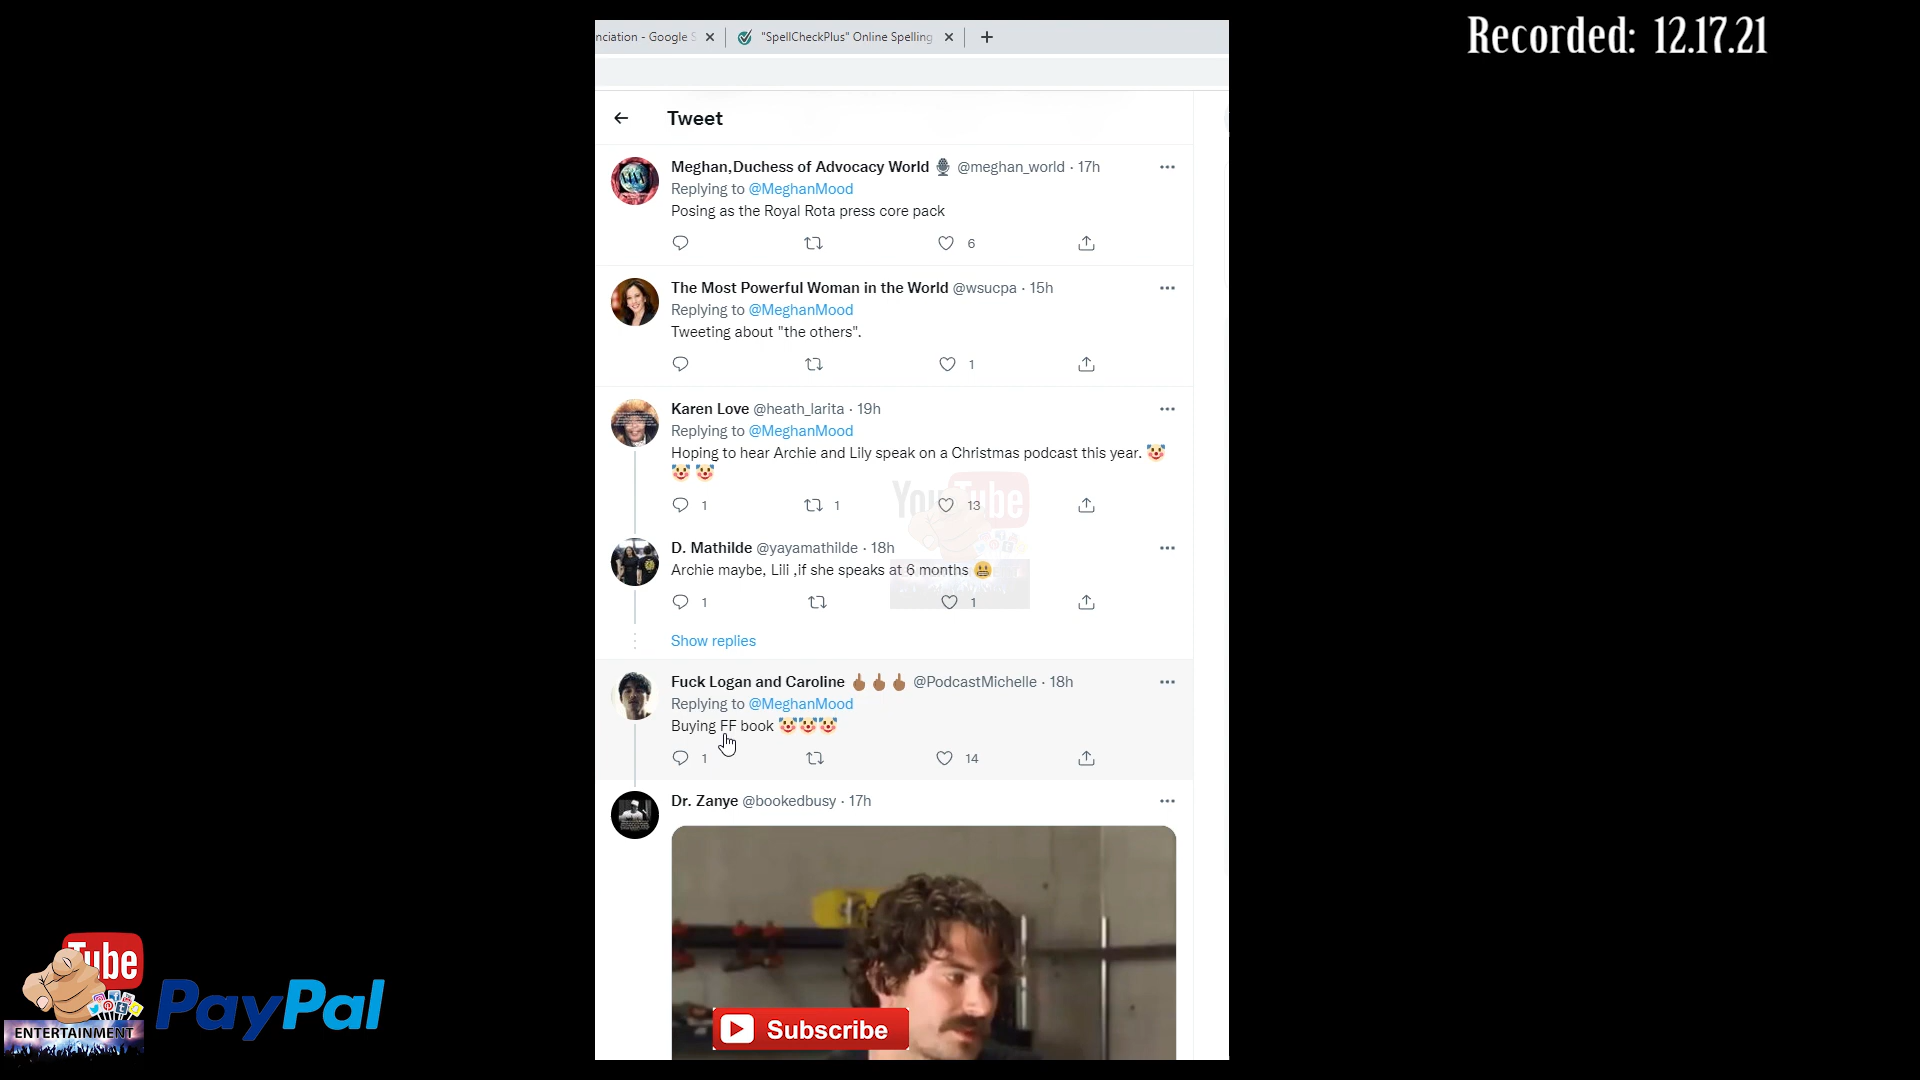 Recorded: 12.17.21
nciation - Google S
"SpellCheckPlus" Online Spelling
Tweet
Meghan,Duchess of Advocacy World 🎙 @meghan_world · 17h
Replying to @MeghanMood
Posing as the Royal Rota press core pack
6
The Most Powerful Woman in the World @wsucpa · 15h
Replying to @MeghanMood
Tweeting about "the others".
1
Karen Love @heath_larita · 19h
Replying to @MeghanMood
Hoping to hear Archie and Lily speak on a Christmas podcast this year. 🤡
🤡 🤡
1 1 13
YouTube
D. Mathilde @yayamathilde · 18h
Archie maybe, Lili ,if she speaks at 6 months 😬
1 1
Show replies
Fuck Logan and Caroline 🖕🏽 🖕🏽 🖕🏽 @PodcastMichelle · 18h
Replying to @MeghanMood
Buying FF book 🤡🤡🤡
1 14
Dr. Zanye @bookedbusy · 17h
Subscribe
Tube
ENTERTAINMENT
PayPal